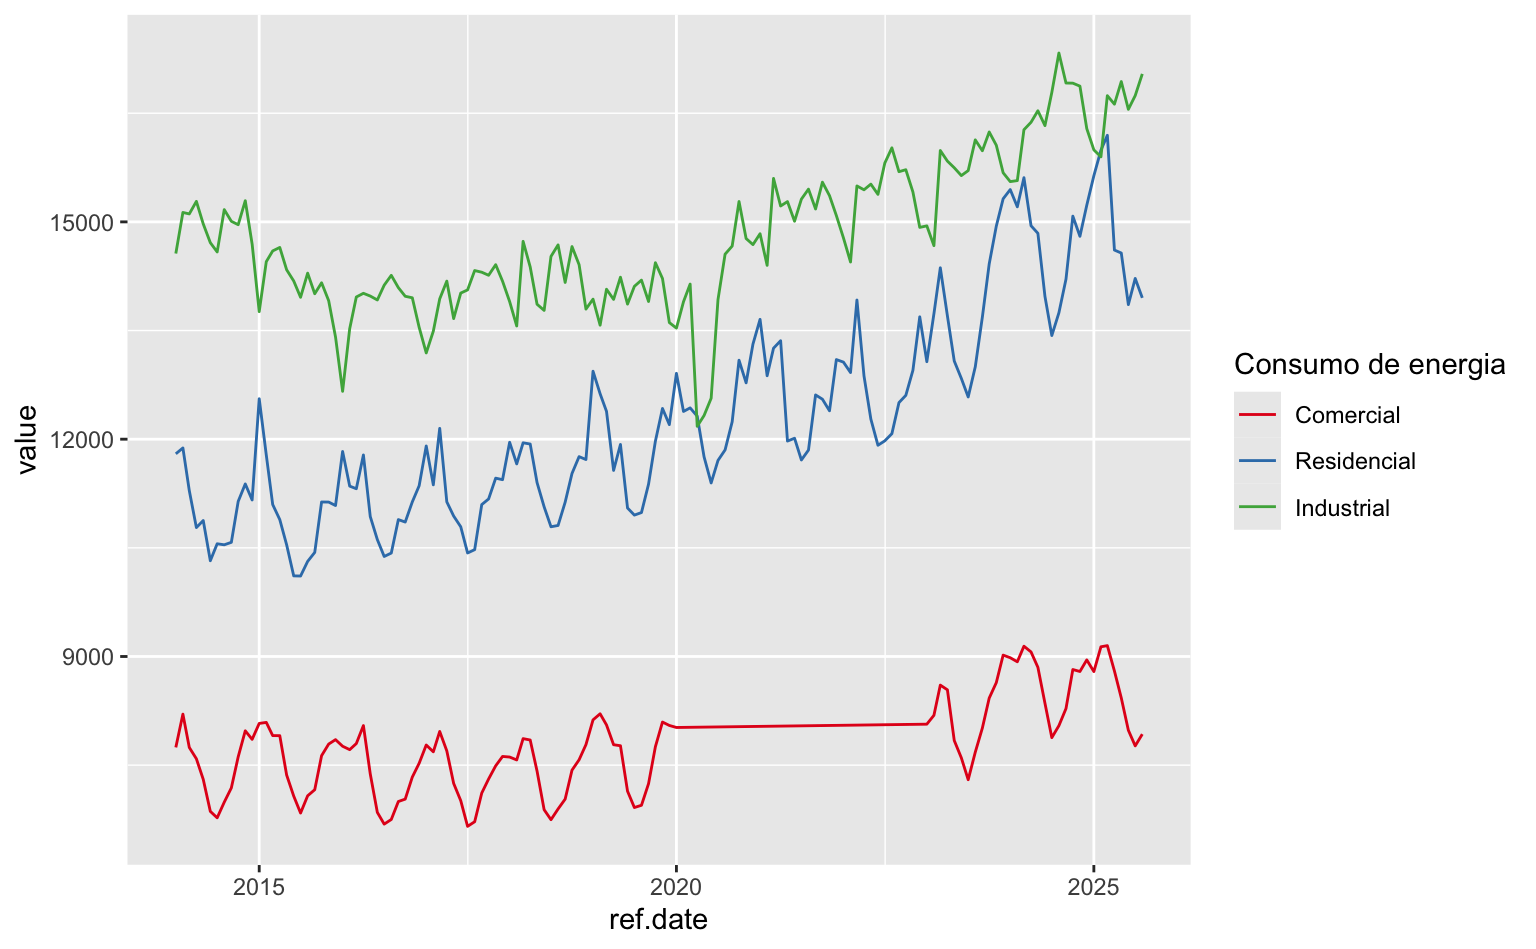 value
15000
12000
9000
2015
2020
2025
ref.date
Consumo de energia
Comercial
Residencial
Industrial